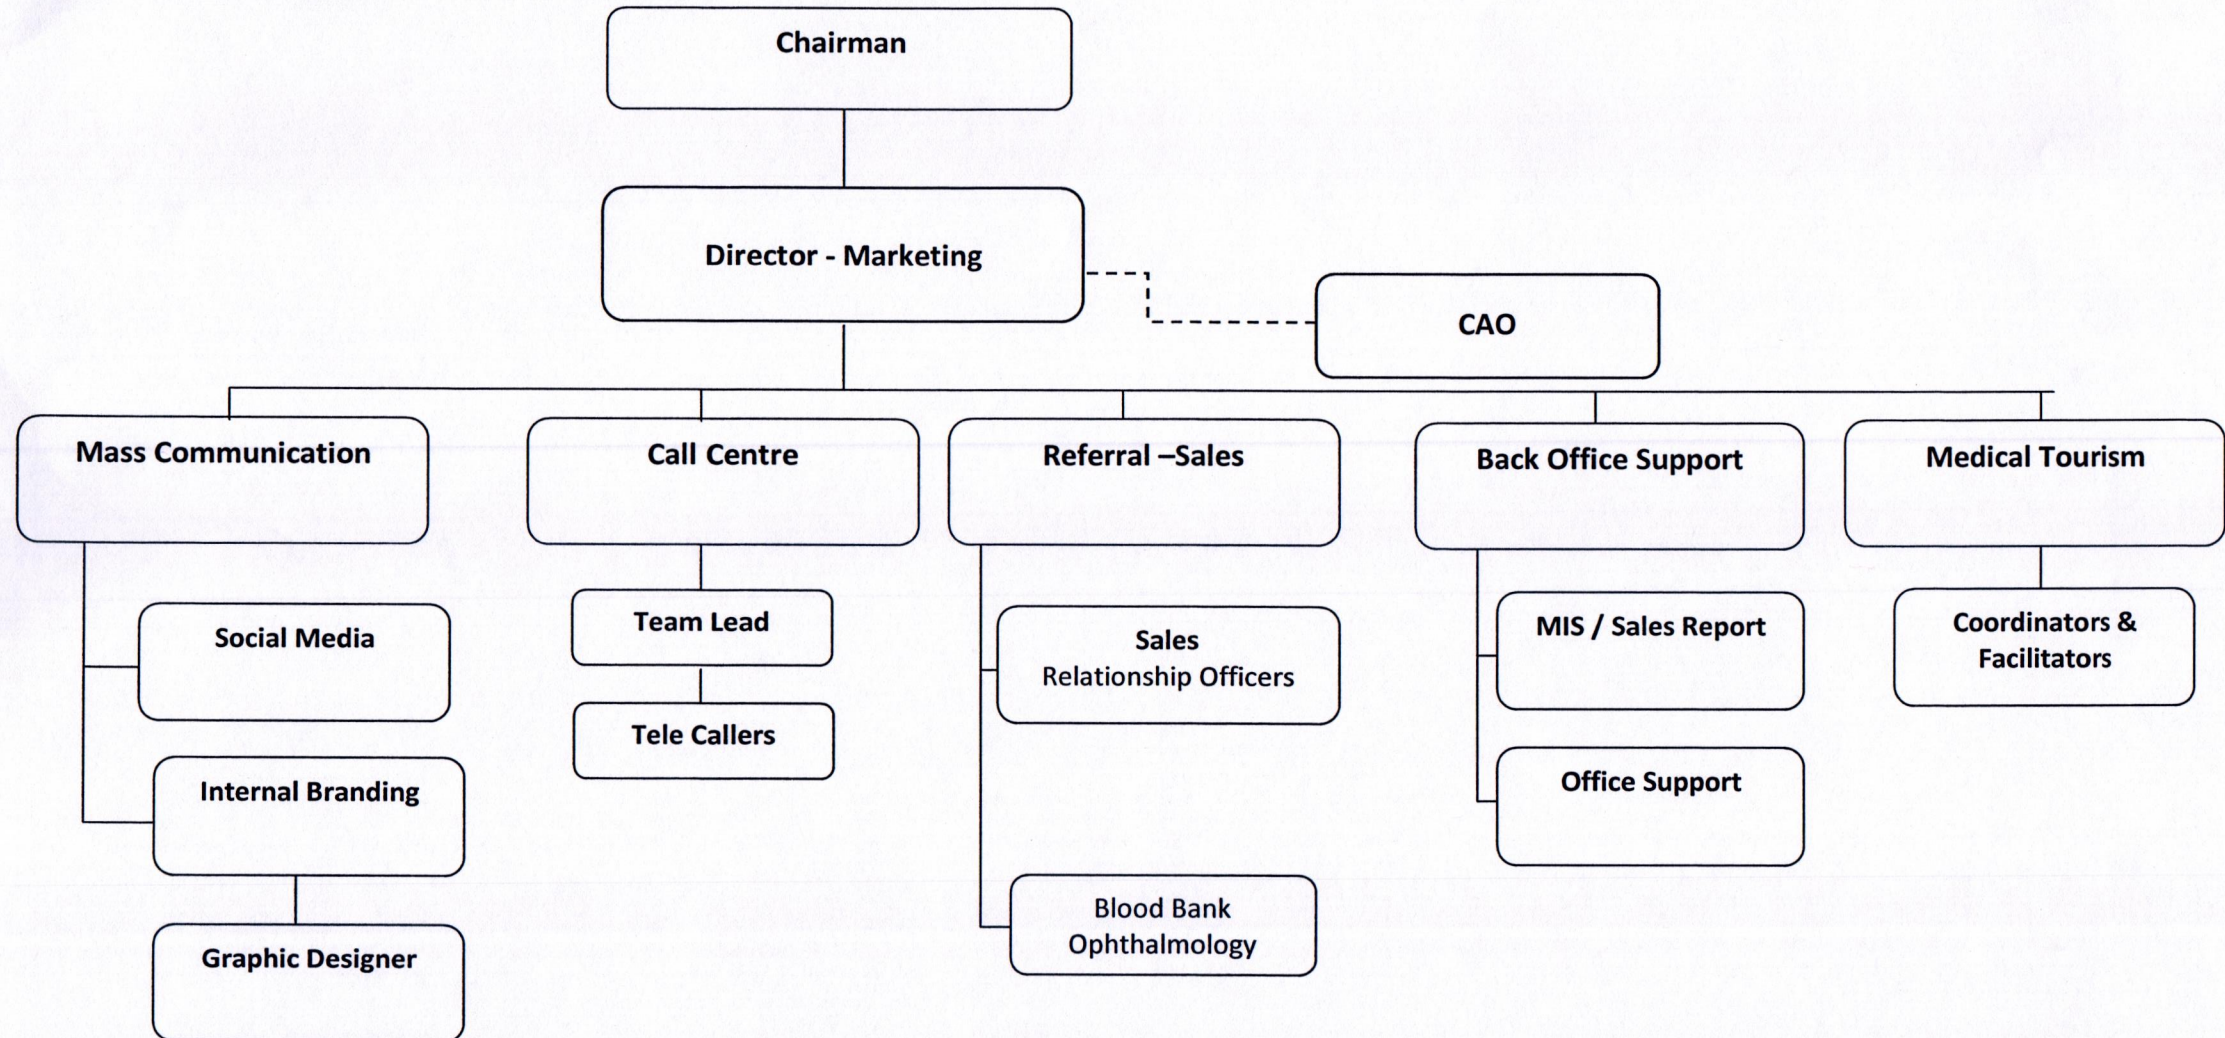 Chairman
Director - Marketing
CAO
Mass Communication
Call Centre
Referral –Sales
Back Office Support
Medical Tourism
Social Media
Internal Branding
Graphic Designer
Team Lead
Tele Callers
Sales
Relationship Officers
Blood Bank
Ophthalmology
MIS / Sales Report
Office Support
Coordinators &
Facilitators